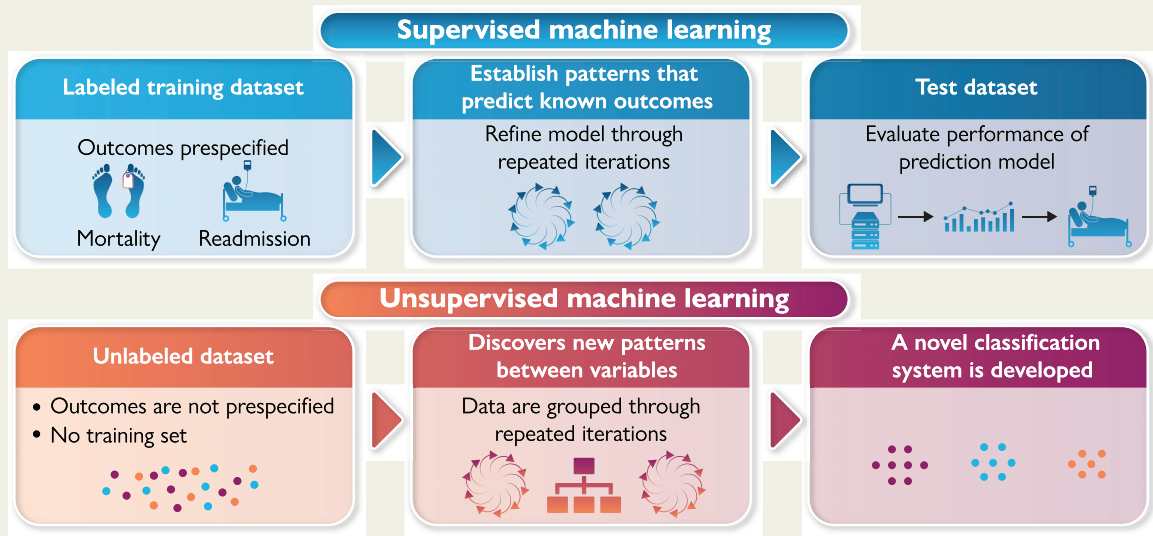 Supervised machine learning
Labeled training dataset
Outcomes prespecified
Mortality
Readmission
Establish patterns that
predict known outcomes
Refine model through
repeated iterations
Test dataset
Evaluate performance of
prediction model
Unsupervised machine learning
Unlabeled dataset
• Outcomes are not prespecified
• No training set
Discovers new patterns
between variables
Data are grouped through
repeated iterations
A novel classification
system is developed